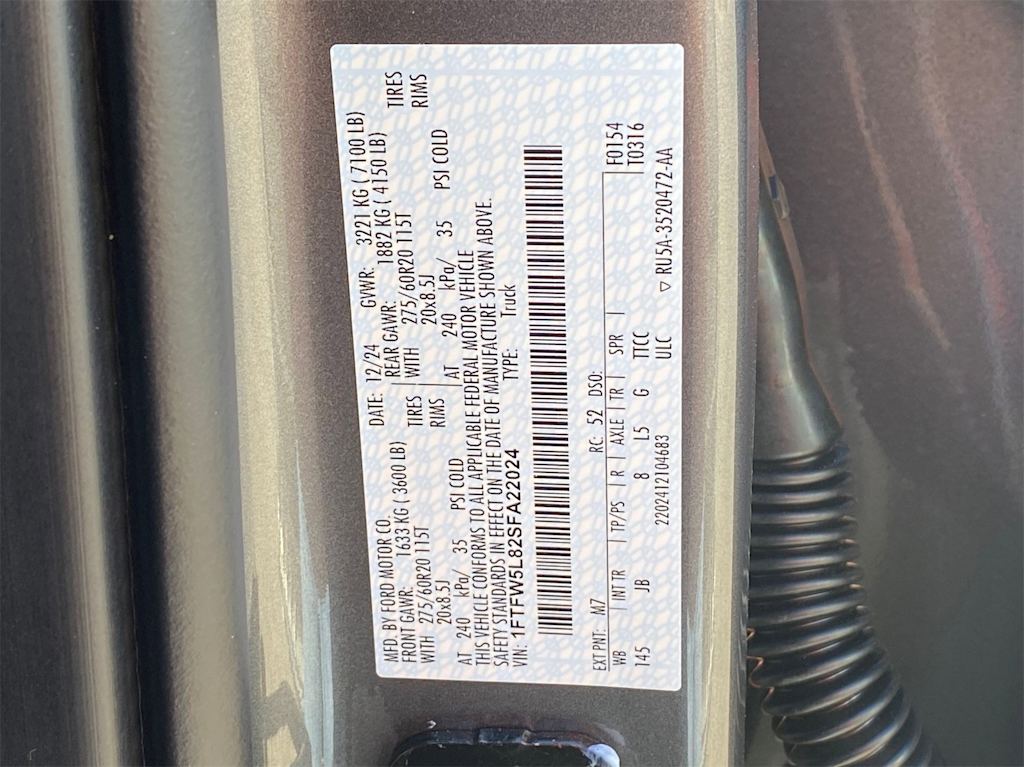 MFD. BY FORD MOTOR CO.
DATE: 12/24 GVWR: 3221 KG ( 7100 LB)
FRONT GAWR: 1633 KG ( 3600 LB)
REAR GAWR: 1882 KG ( 4150 LB)
WITH 275/60R20 115T TIRES
WITH 275/60R20 115T TIRES
20x8.5J RIMS
20x8.5J RIMS
AT 240 kPa/ 35 PSI COLD
AT 240 kPa/ 35 PSI COLD
THIS VEHICLE CONFORMS TO ALL APPLICABLE FEDERAL MOTOR VEHICLE
SAFETY STANDARDS IN EFFECT ON THE DATE OF MANUFACTURE SHOWN ABOVE.
VIN: 1FTFW5L82SFA22024 TYPE: Truck
EXT PNT: M7 RC: 52 DSO: F0154
WB | INT TR | TP/PS | R | AXLE | TR | SPR | T0316
145 JB 8 L5 G TTCC
ULC
2202412104683 ▽ RU5A-3520472-AA